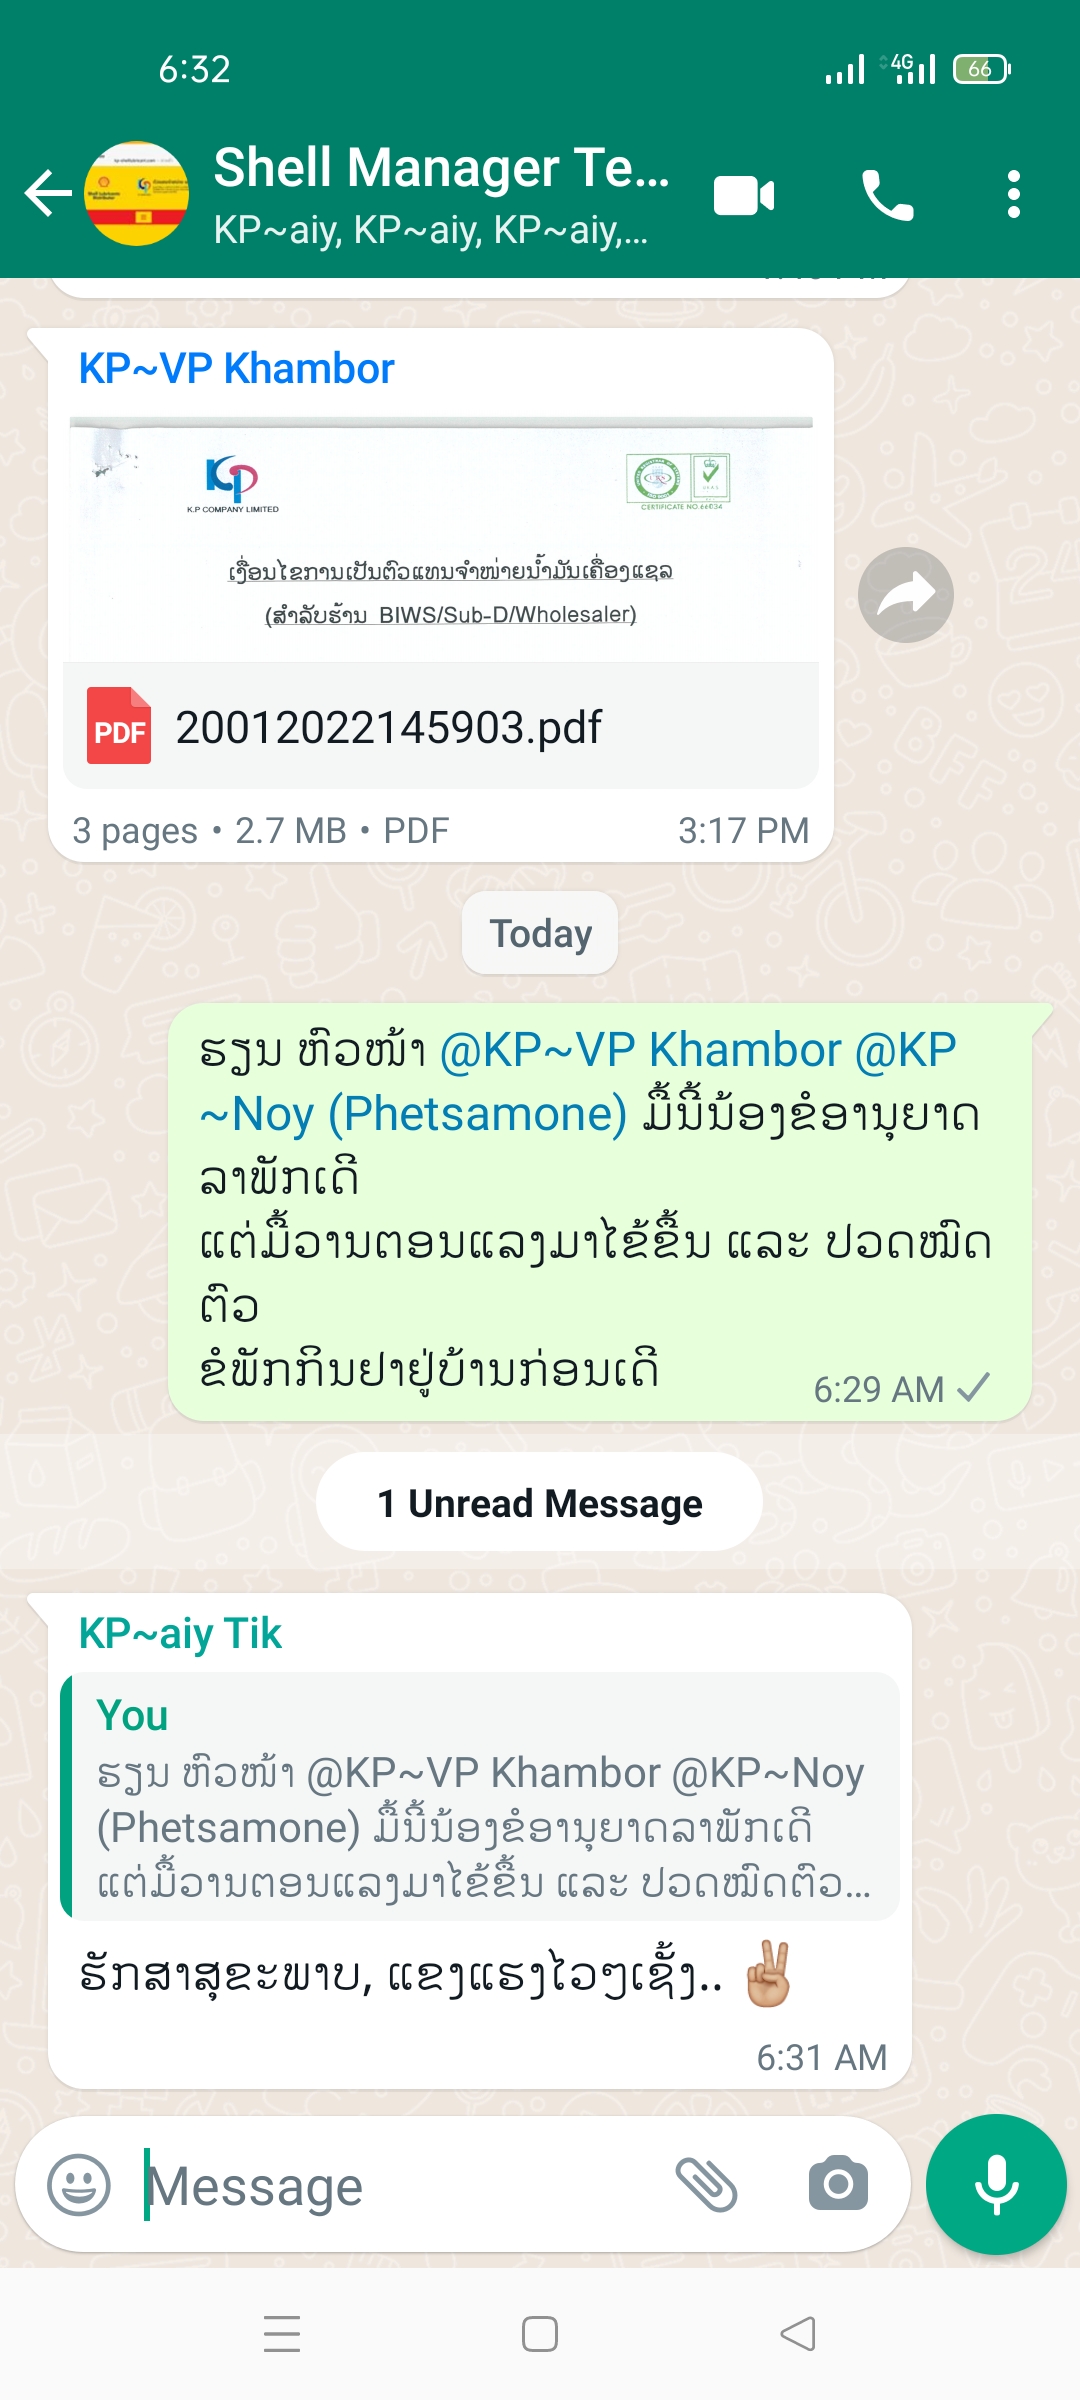 6:32
4G
66
Shell Manager Te...
KP~aiy, KP~aiy, KP~aiy,...
KP~VP Khambor
K.P COMPANY LIMITED
CERTIFICATE NO.66034
ເງື່ອນໄຂການເປັນຕົວແທນຈຳໜ່າຍນ້ຳມັນເຄື່ອງແຊລ
(ສຳລັບຮ້ານ BIWS/Sub-D/Wholesaler)
PDF
20012022145903.pdf
3 pages • 2.7 MB • PDF
3:17 PM
Today
ຮຽນ ຫົວໜ້າ @KP~VP Khambor @KP
~Noy (Phetsamone) ມື້ນີ້ນ້ອງຂໍອານຸຍາດ
ລາພັກເດີ
ແຕ່ມື້ວານຕອນແລງມາໄຂ້ຂື້ນ ແລະ ປວດໝົດ
ຕົວ
ຂໍພັກກິນຢາຢູ່ບ້ານກ່ອນເດີ
6:29 AM
1 Unread Message
KP~aiy Tik
You
ຮຽນ ຫົວໜ້າ @KP~VP Khambor @KP~Noy
(Phetsamone) ມື້ນີ້ນ້ອງຂໍອານຸຍາດລາພັກເດີ
ແຕ່ມື້ວານຕອນແລງມາໄຂ້ຂື້ນ ແລະ ປວດໝົດຕົວ...
ຮັກສາສຸຂະພາບ, ແຂງແຮງໄວໆເຊັ້ງ.. ✌🏼
6:31 AM
Message